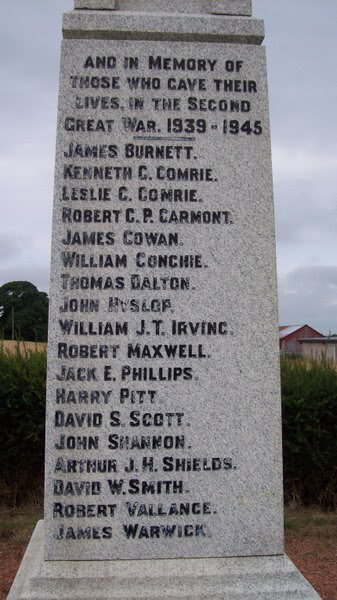 AND IN MEMORY OF
THOSE WHO GAVE THEIR
LIVES, IN THE SECOND
GREAT WAR. 1939-1945
JAMES BURNETT.
KENNETH G. COMRIE.
LESLIE G. COMRIE.
ROBERT G.P. CARMONT.
JAMES COWAN.
WILLIAM CONCHIE.
THOMAS DALTON.
JOHN HYSLOP.
WILLIAM J.T. IRVING.
ROBERT MAXWELL.
JACK E. PHILLIPS.
HARRY PITT.
DAVID S. SCOTT.
JOHN SHANNON.
ARTHUR J.H. SHIELDS.
DAVID W. SMITH.
ROBERT VALLANCE.
JAMES WARWICK.